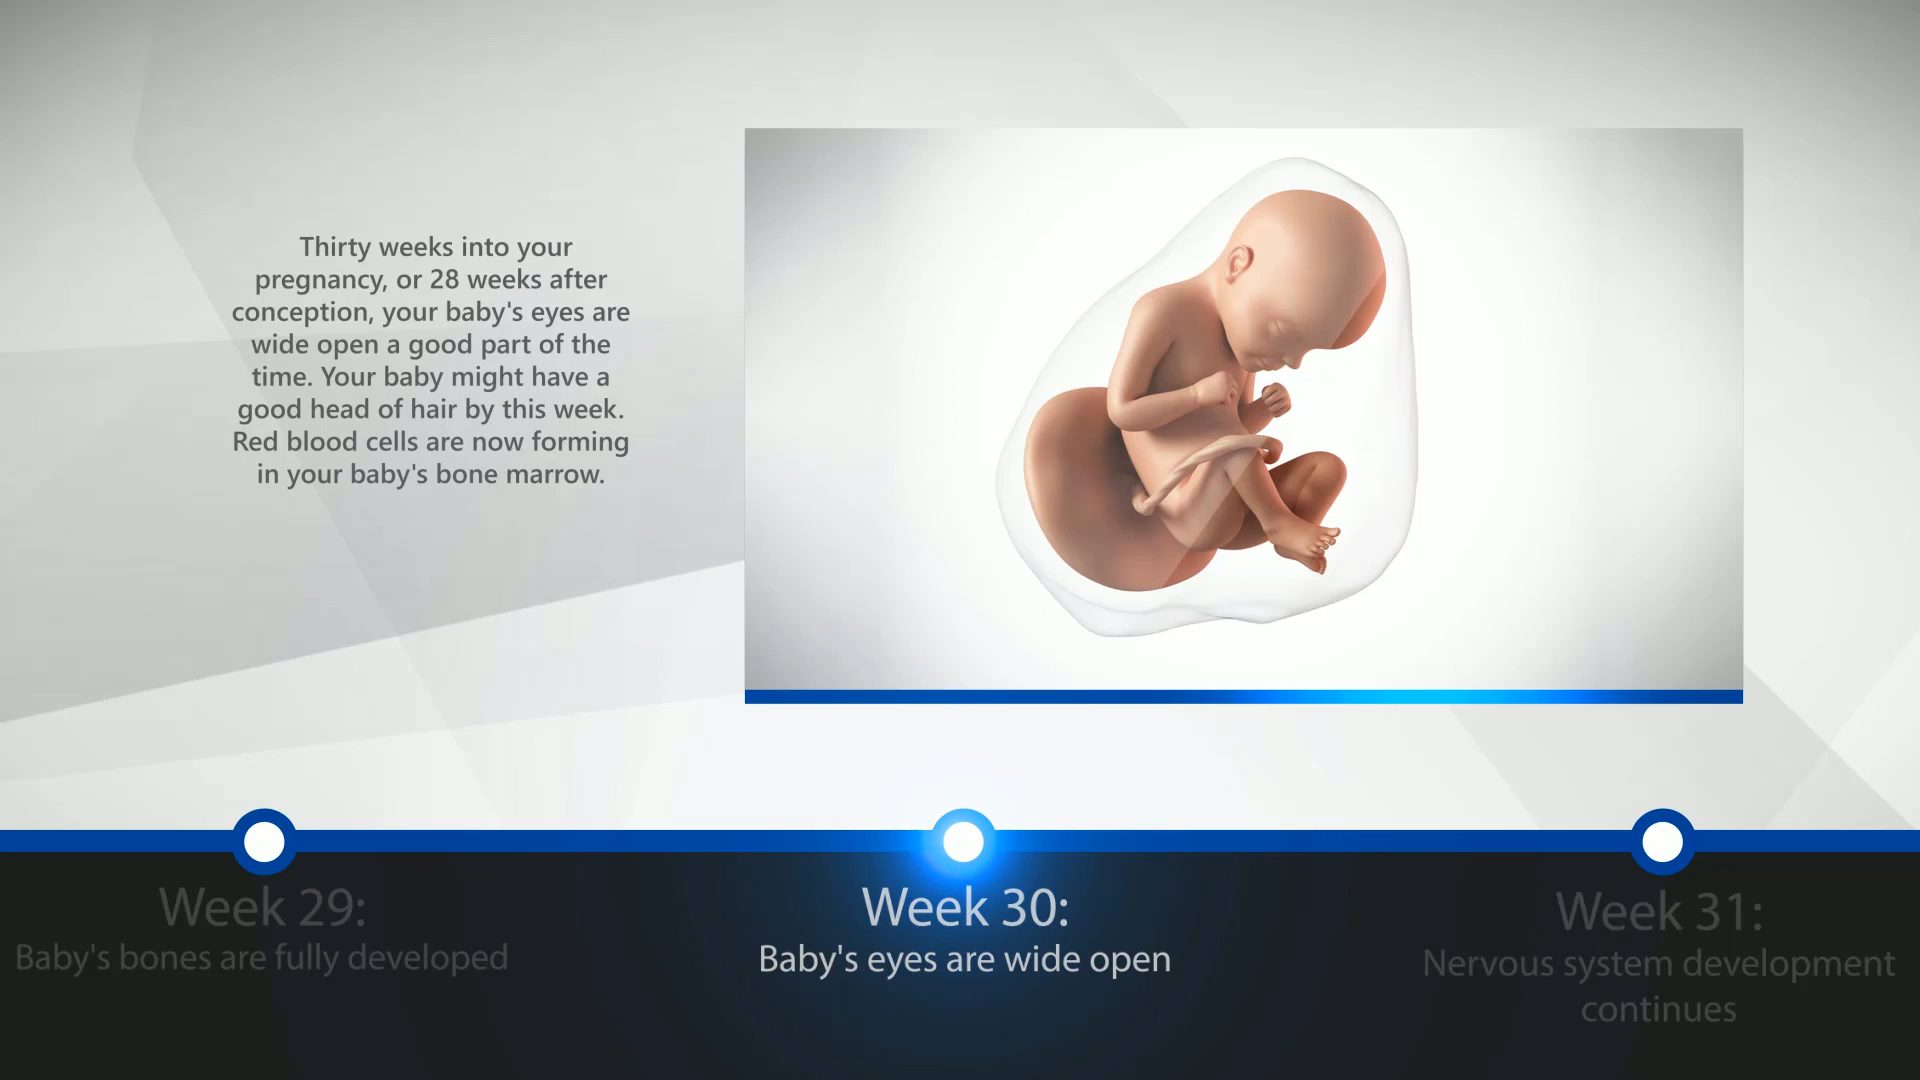 Thirty weeks into your
pregnancy, or 28 weeks after
conception, your baby's eyes are
wide open a good part of the
time. Your baby might have a
good head of hair by this week.
Red blood cells are now forming
in your baby's bone marrow.
Week 29:
Baby's bones are fully developed
Week 30:
Baby's eyes are wide open
Week 31:
Nervous system development
continues